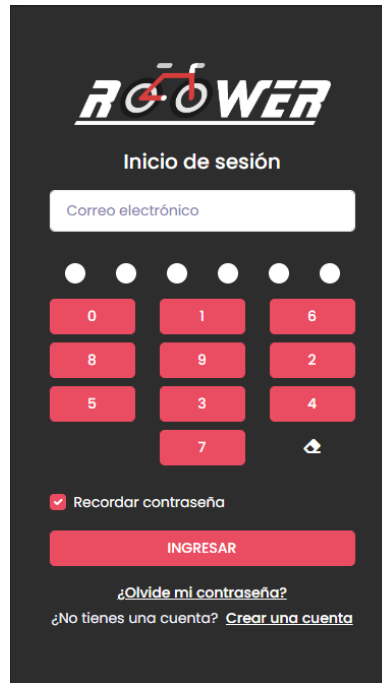 ROOWER
Inicio de sesión
Correo electrónico
0 1 6
8 9 2
5 3 4
7
Recordar contraseña
INGRESAR
¿Olvide mi contraseña?
¿No tienes una cuenta? Crear una cuenta